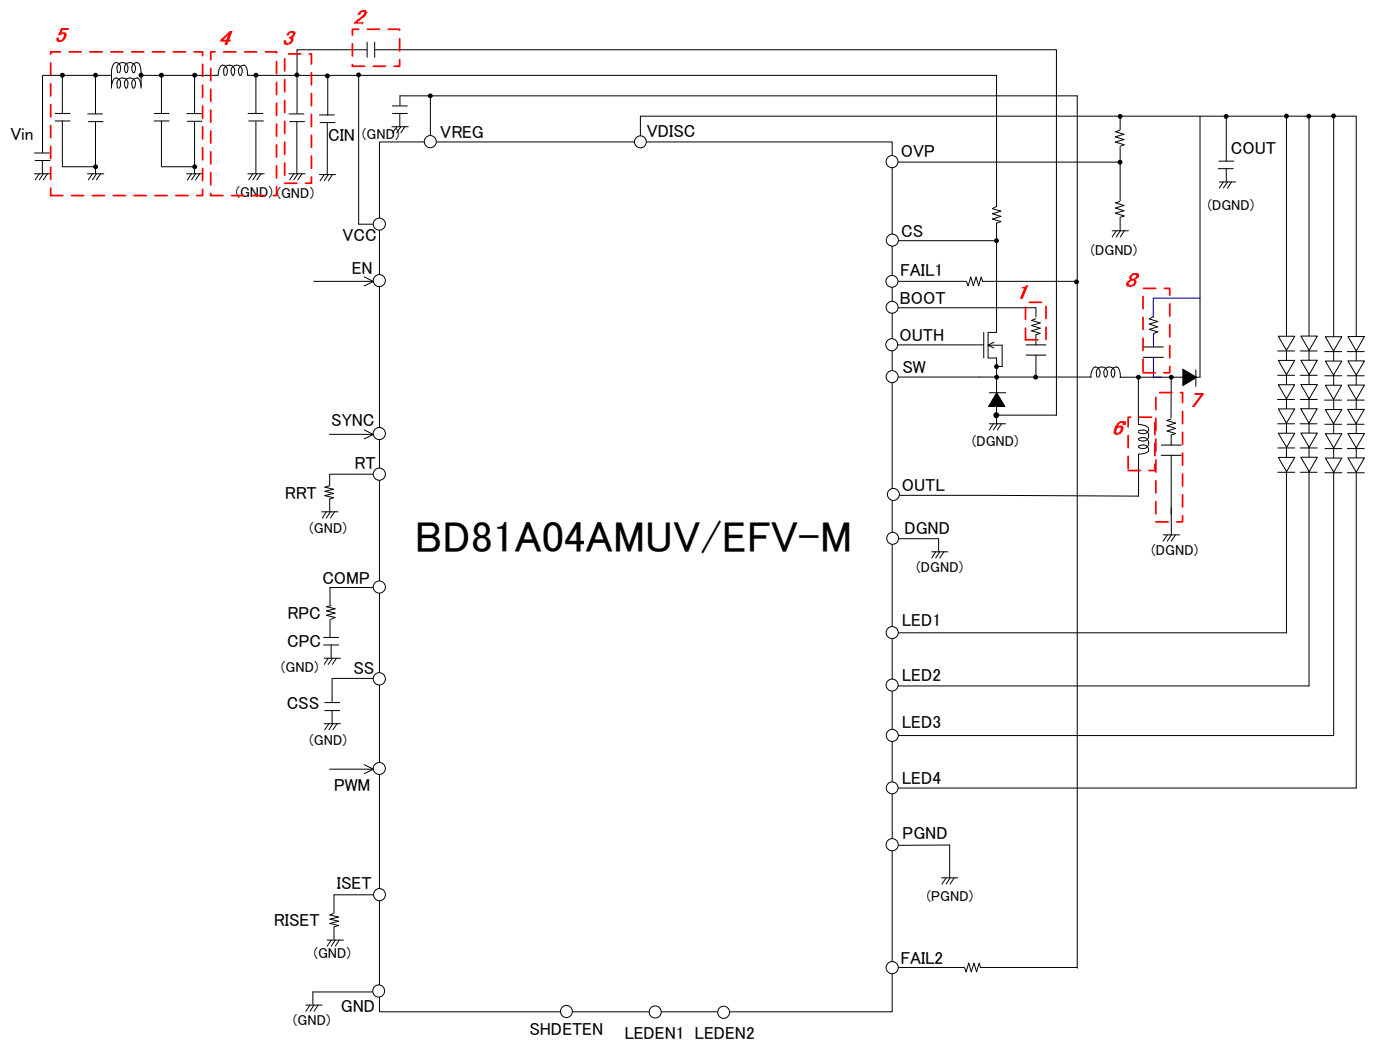 2
5
4
3
Vin
CIN
(GND)
(GND)
(GND)
VREG
VDISC
OVP
COUT
(DGND)
(DGND)
VCC
CS
EN
FAIL1
BOOT
1
8
OUTH
SW
7
(DGND)
6
SYNC
RT
RRT
(GND)
OUTL
BD81A04AMUV/EFV-M
DGND
(DGND)
(DGND)
COMP
RPC
CPC
(GND)
LED1
SS
CSS
(GND)
LED2
LED3
PWM
LED4
PGND
(PGND)
ISET
RISET
(GND)
FAIL2
GND
(GND)
SHDETEN
LEDEN1
LEDEN2